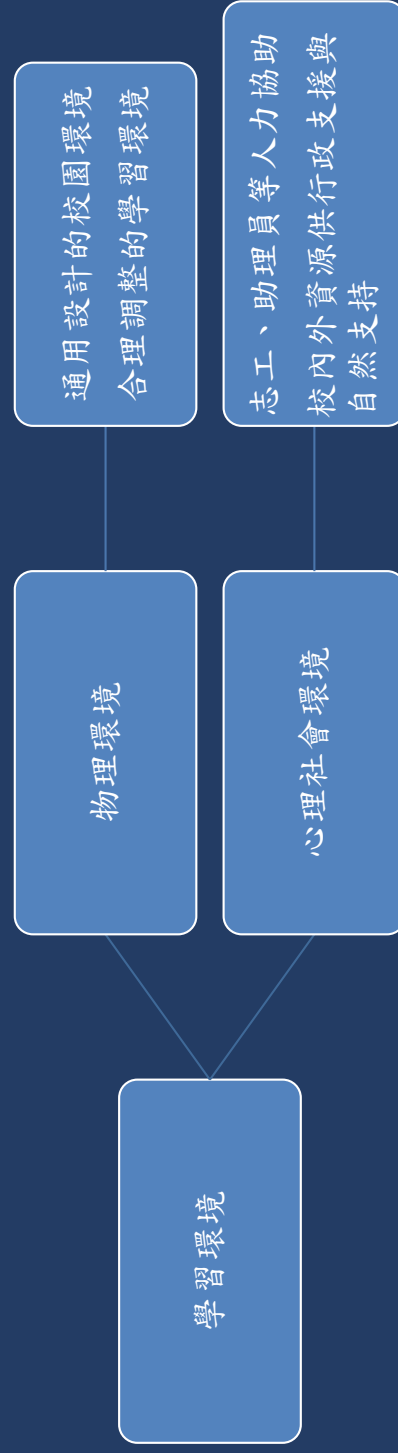 學習環境
物理環境
通用設計的校園環境
合理調整的學習環境
心理社會環境
志工、助理員等人力協助
校內外資源供行政支援與
自然支持